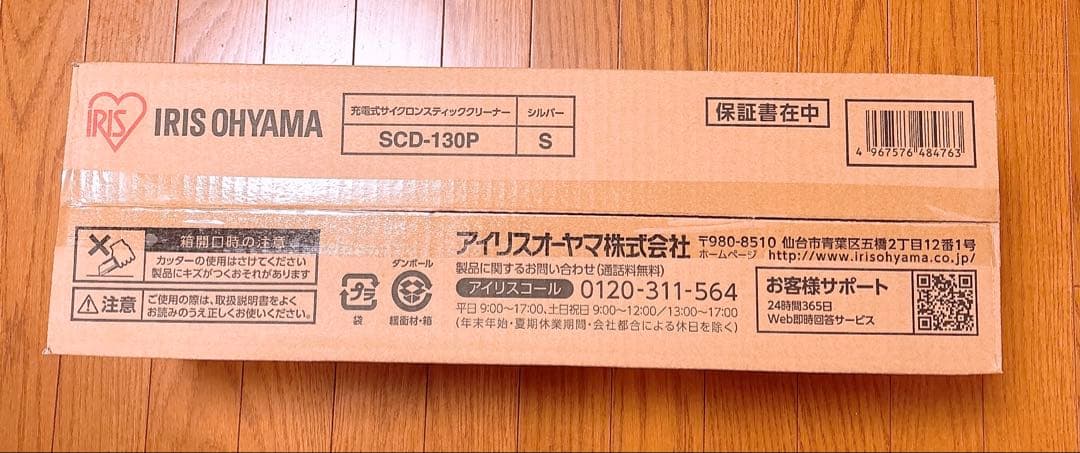 IRIS
IRIS OHYAMA
充電式サイクロンスティッククリーナー
SCD-130P
シルバー
S
保証書在中
4 967576 484763
箱開口時の注意
カッターの使用はさけてください
製品にキズがつくおそれがあります
注意
ご使用の際は、取扱説明書をよく
お読みのうえ正しくお使いください。
プラ
袋
ダンボール
緩衝材・箱
アイリスオーヤマ株式会社
〒980-8510 仙台市青葉区五橋2丁目12番1号
ホームページ http://www.irisohyama.co.jp/
製品に関するお問い合わせ(通話料無料)
アイリスコール 0120-311-564
平日 9:00〜17:00、土日祝日 9:00〜12:00/13:00〜17:00
(年末年始・夏期休業期間・会社都合による休日を除く)
お客様サポート
24時間365日
Web即時回答サービス